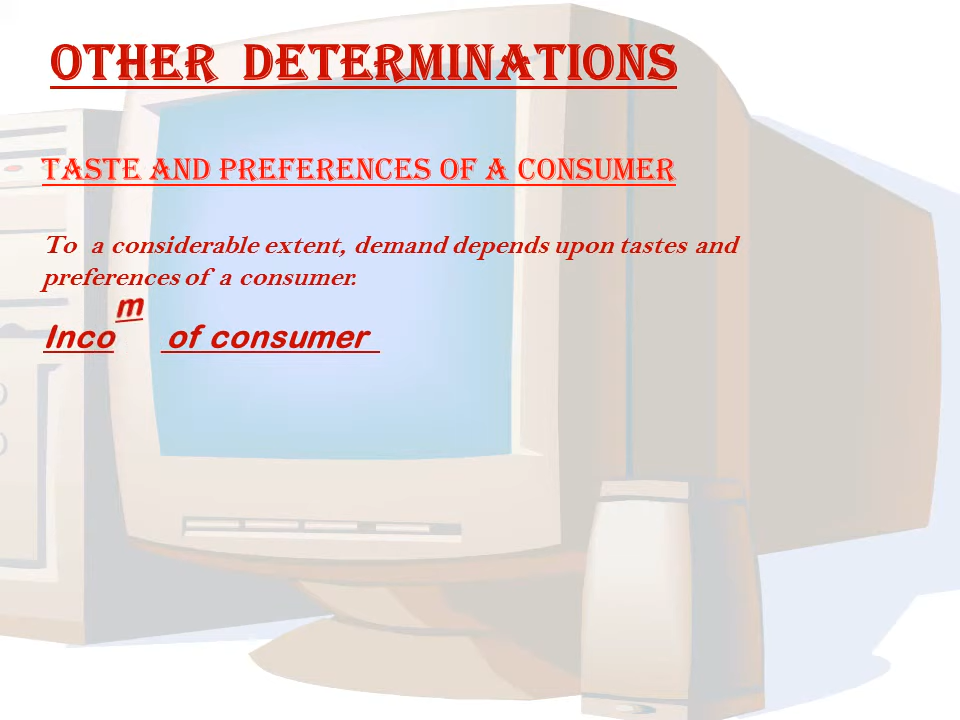 OTHER DETERMINATIONS
TASTE AND PREFERENCES OF A CONSUMER
To a considerable extent, demand depends upon tastes and
preferences of a consumer.
Incom of consumer